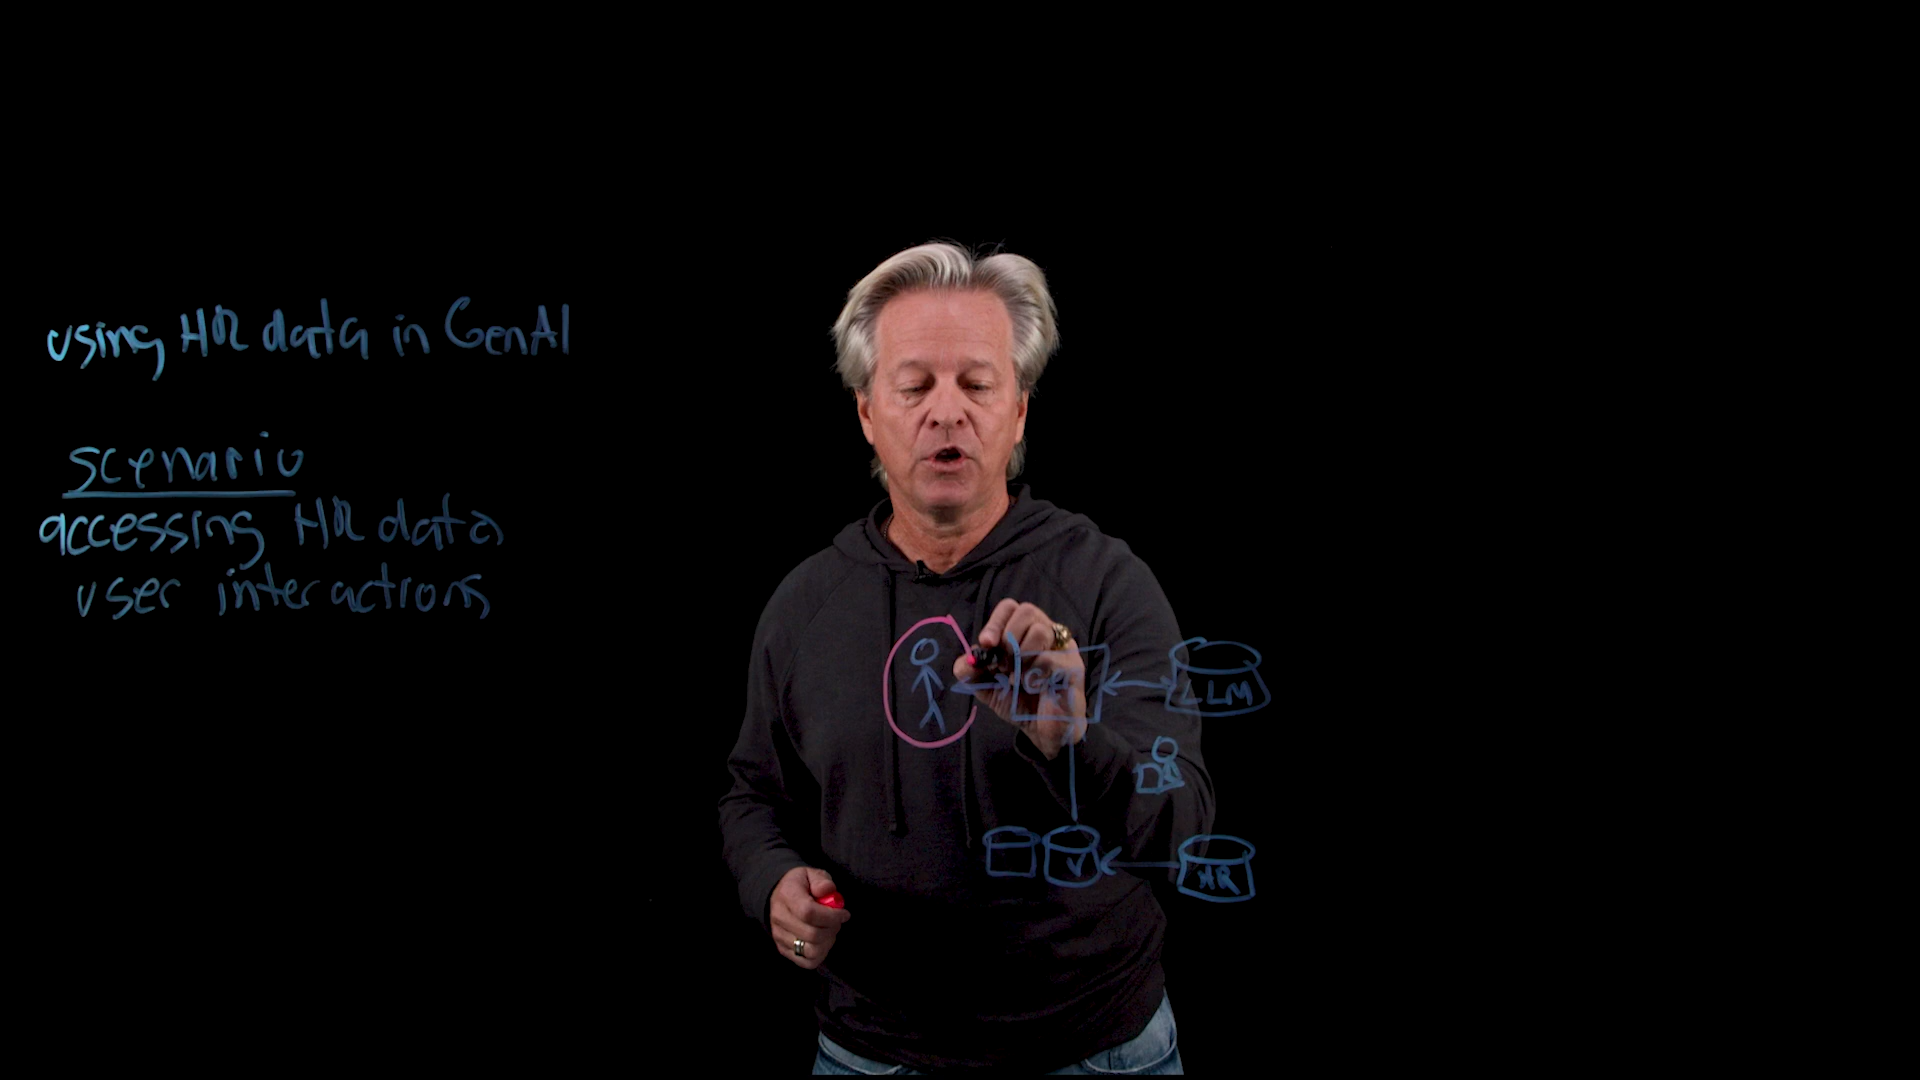 using HR data in GenAI
scenario
accessing HR data
user interactions
LLM
V
HR